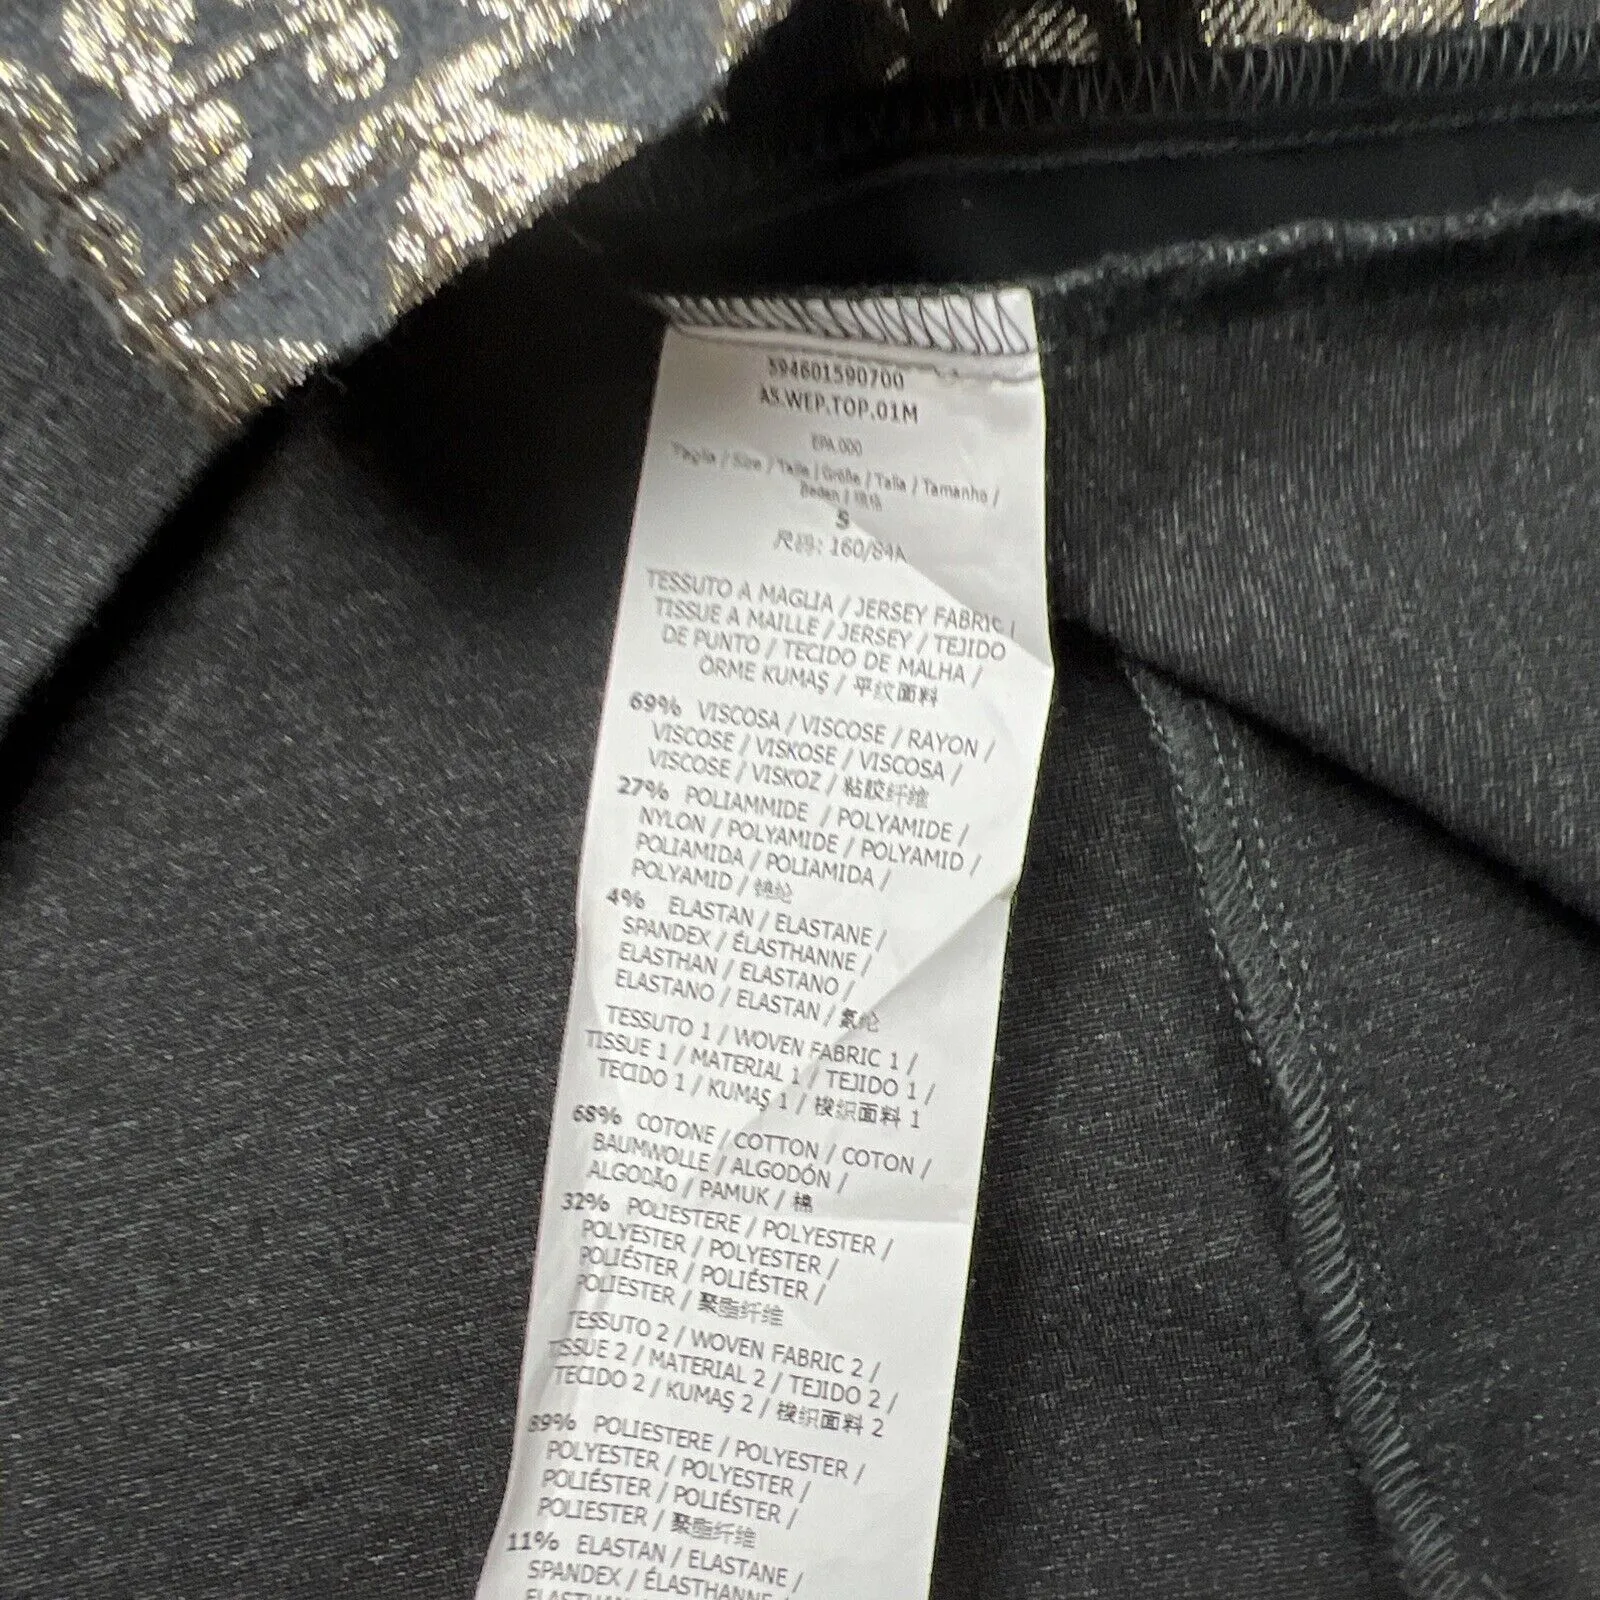 594601590700
AS.WEP.TOP.01M
EPA.000
Taglia / Size / Taille / Größe / Talla / Tamanho /
Beden /
S
尺码: 160/84A
TESSUTO A MAGLIA / JERSEY FABRIC /
TISSUE A MAILLE / JERSEY / TEJIDO
DE PUNTO / TECIDO DE MALHA /
ÖRME KUMAŞ / 平纹面料
69% VISCOSA / VISCOSE / RAYON /
VISCOSE / VISKOSE / VISCOSA /
VISCOSE / VISKOZ / 粘胶纤维
27% POLIAMMIDE / POLYAMIDE /
NYLON / POLYAMIDE / POLYAMID /
POLIAMIDA / POLIAMIDA /
POLYAMID / 锦纶
4% ELASTAN / ELASTANE /
SPANDEX / ÉLASTHANNE /
ELASTHAN / ELASTANO /
ELASTANO / ELASTAN / 氨纶
TESSUTO 1 / WOVEN FABRIC 1 /
TISSUE 1 / MATERIAL 1 / TEJIDO 1 /
TECIDO 1 / KUMAŞ 1 / 梭织面料 1
68% COTONE / COTTON / COTON /
BAUMWOLLE / ALGODÓN /
ALGODÃO / PAMUK / 棉
32% POLIESTERE / POLYESTER /
POLYESTER / POLYESTER /
POLIÉSTER / POLIÉSTER /
POLIESTER / 聚酯纤维
TESSUTO 2 / WOVEN FABRIC 2 /
TISSUE 2 / MATERIAL 2 / TEJIDO 2 /
TECIDO 2 / KUMAŞ 2 / 梭织面料 2
89% POLIESTERE / POLYESTER /
POLYESTER / POLYESTER /
POLIÉSTER / POLIÉSTER /
POLIESTER / 聚酯纤维
11% ELASTAN / ELASTANE /
SPANDEX / ÉLASTHANNE